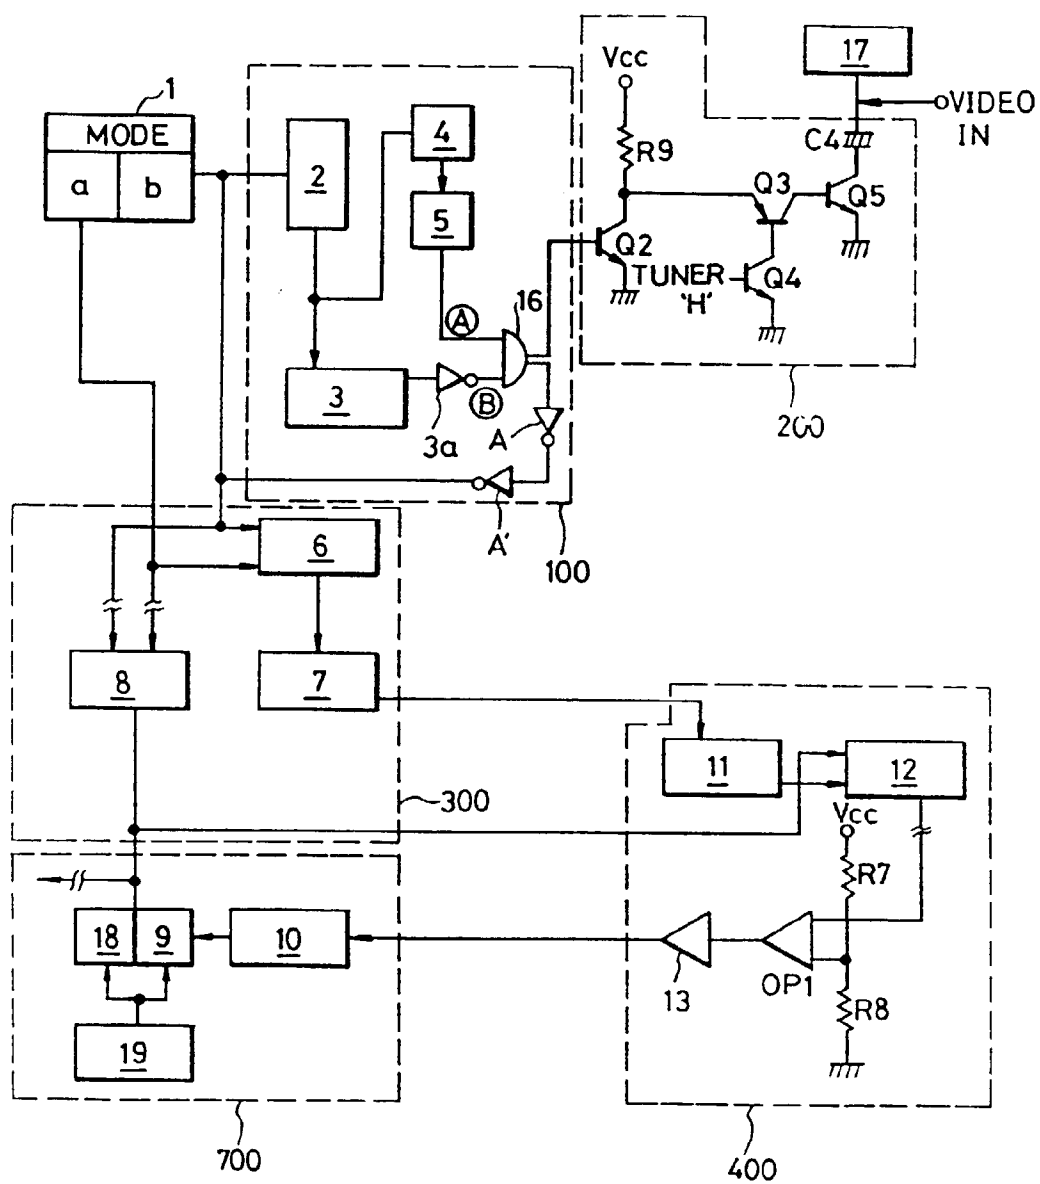 1
MODE
a b
2
4
5
A
3
3a
B
16
A
A'
100
Vcc
R9
Q2
TUNER
'H'
Q3
Q4
Q5
C4
17
VIDEO
IN
200
6
8
7
300
11
12
Vcc
R7
OP1
R8
13
400
18 9
10
19
700